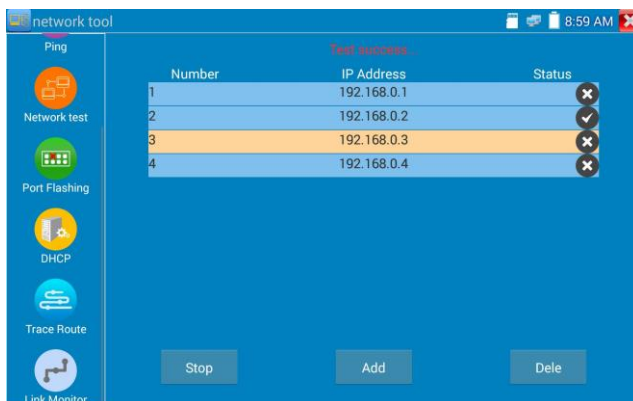 network tool
8:59 AM
Ping
Network test
Port Flashing
DHCP
Trace Route
Link Monitor
Test success...
Number IP Address Status
1 192.168.0.1
2 192.168.0.2
3 192.168.0.3
4 192.168.0.4
Stop Add Dele